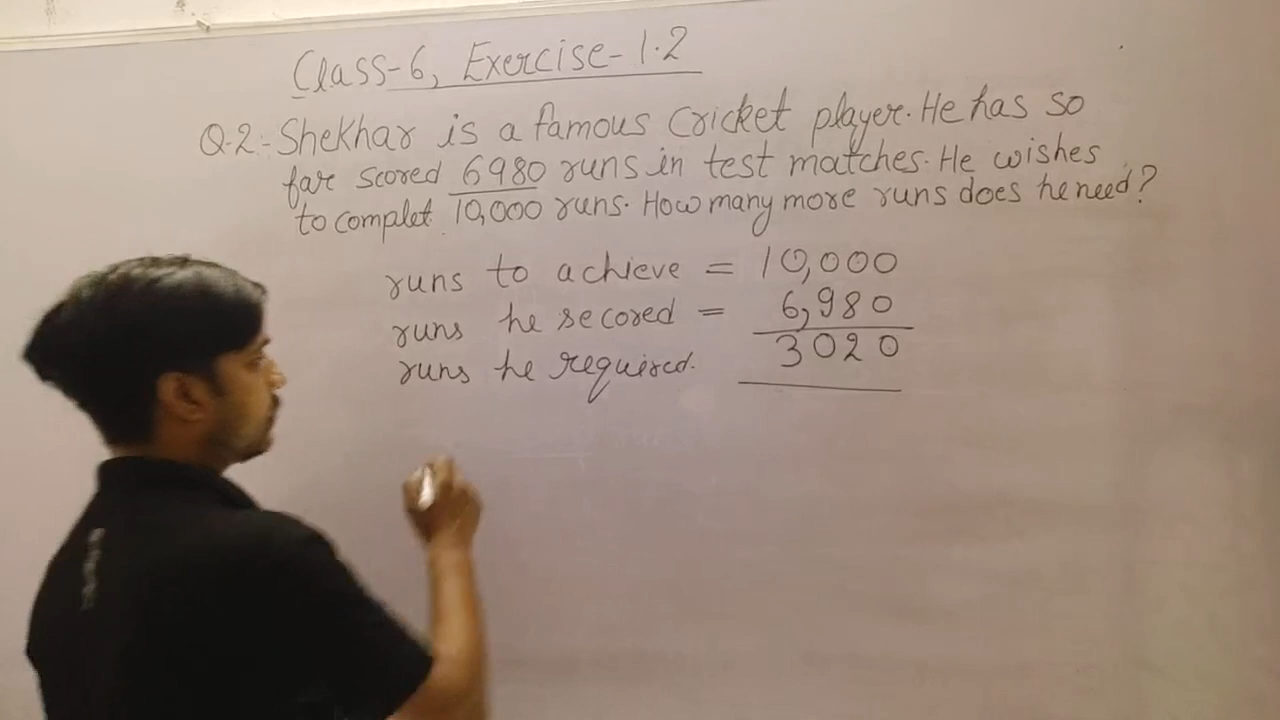 Class-6, Exercise-1.2
Q.2:- Shekhar is a famous cricket player. He has so
far scored 6980 runs in test matches. He wishes
to complet 10,000 runs. How many more runs does he need?
runs to achieve = 10,000
runs he secored = 6,980
runs he required. 3020